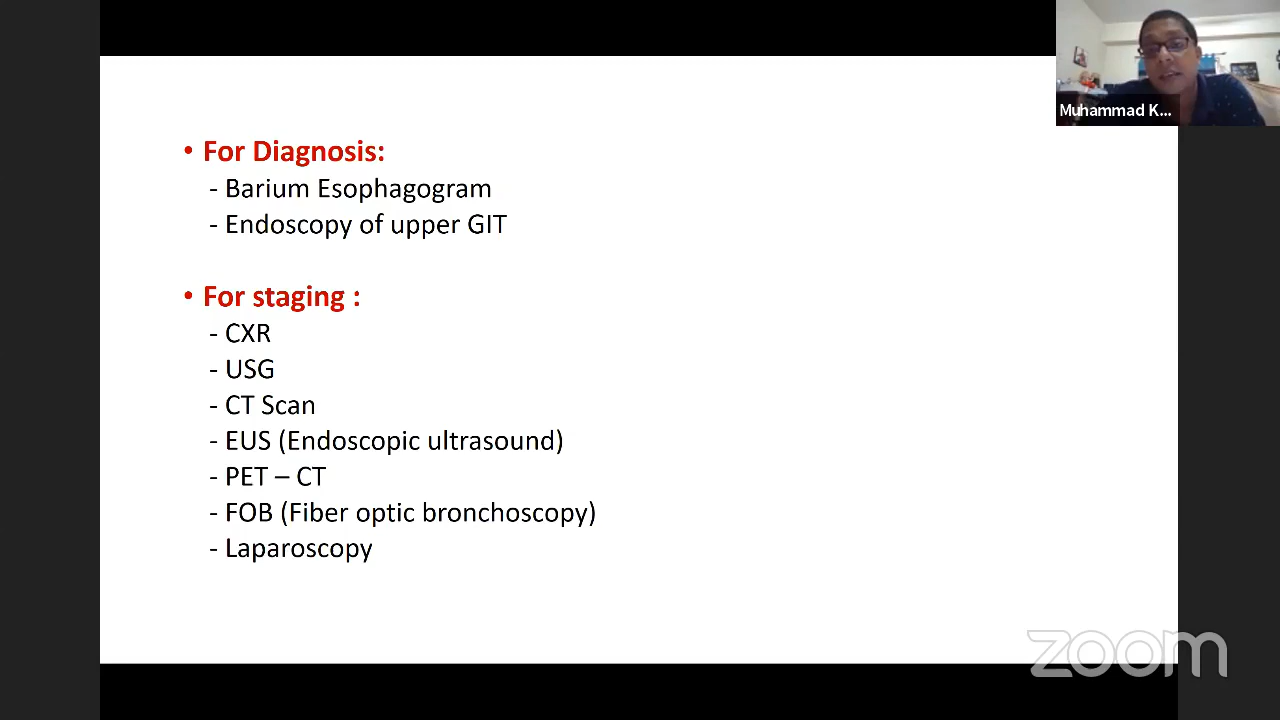 Muhammad K...
• For Diagnosis:
- Barium Esophagogram
- Endoscopy of upper GIT
• For staging :
- CXR
- USG
- CT Scan
- EUS (Endoscopic ultrasound)
- PET – CT
- FOB (Fiber optic bronchoscopy)
- Laparoscopy
zoom